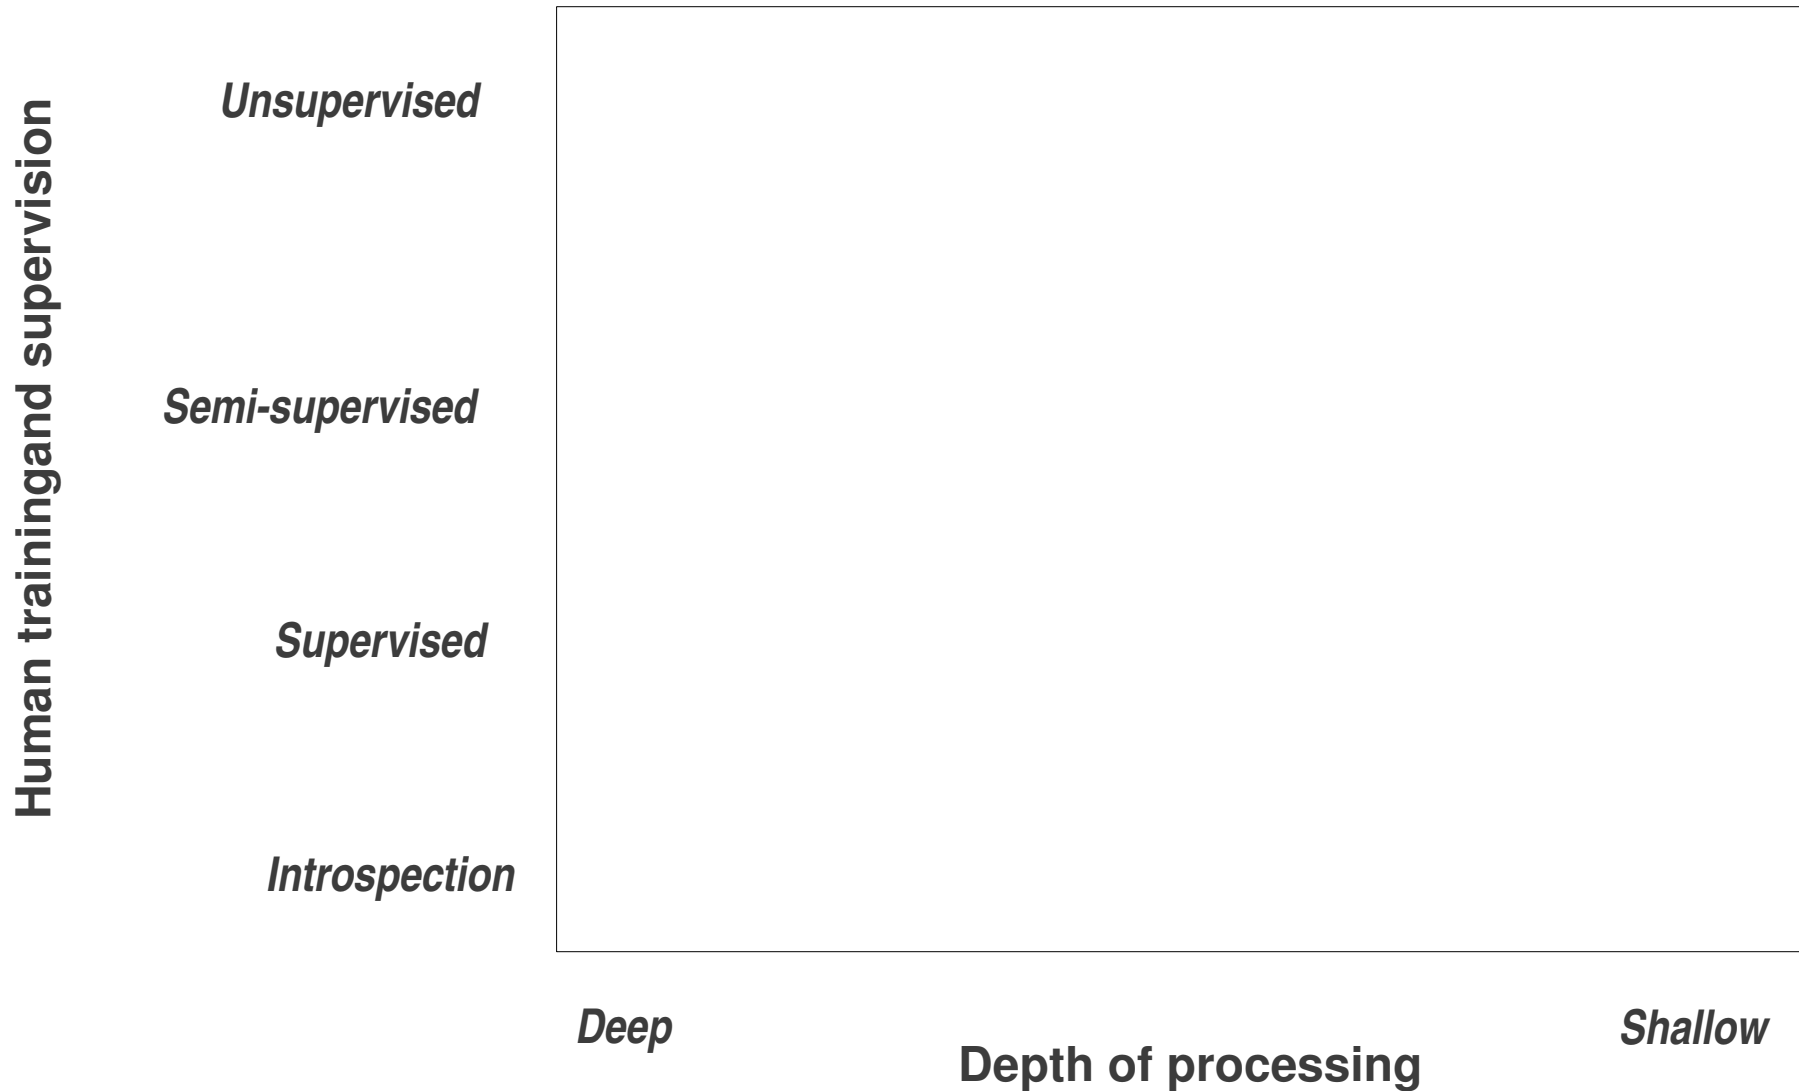 Human trainingand supervision
Unsupervised
Semi-supervised
Supervised
Introspection
Deep
Shallow
Depth of processing